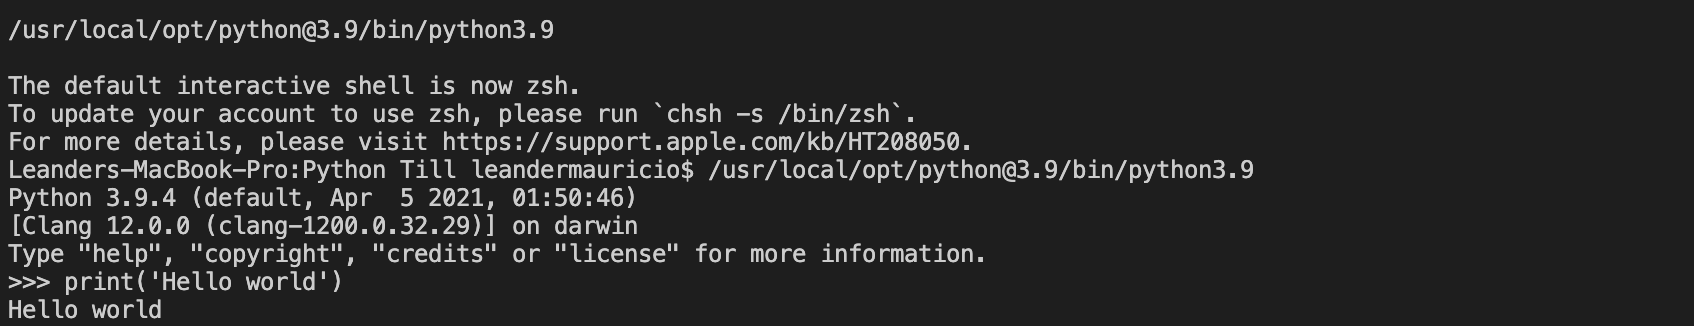 /usr/local/opt/python@3.9/bin/python3.9
The default interactive shell is now zsh.
To update your account to use zsh, please run `chsh -s /bin/zsh`.
For more details, please visit https://support.apple.com/kb/HT208050.
Leanders-MacBook-Pro:Python Till leandermauricio$ /usr/local/opt/python@3.9/bin/python3.9
Python 3.9.4 (default, Apr  5 2021, 01:50:46)
[Clang 12.0.0 (clang-1200.0.32.29)] on darwin
Type "help", "copyright", "credits" or "license" for more information.
>>> print('Hello world')
Hello world